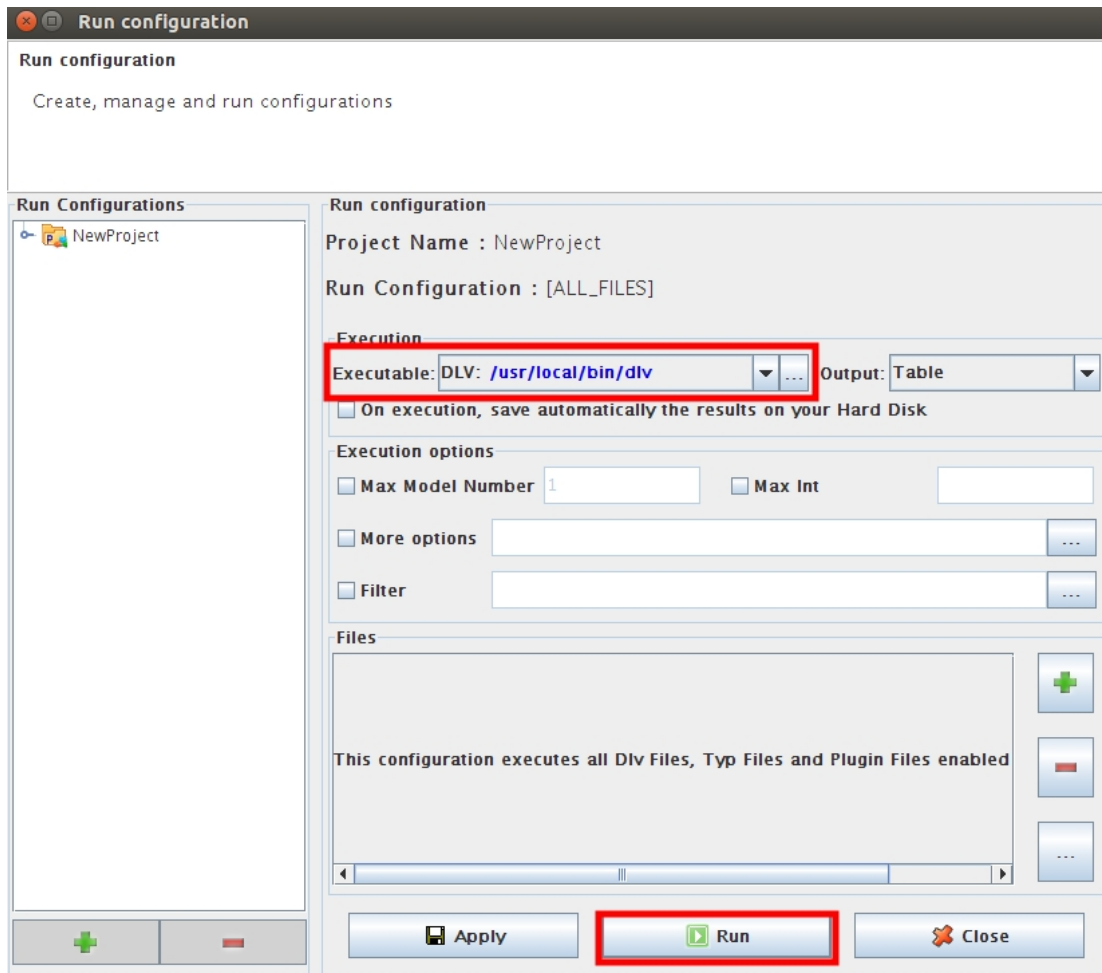 Run configuration
Run configuration
Create, manage and run configurations
Run Configurations
NewProject
Run configuration
Project Name : NewProject
Run Configuration : [ALL_FILES]
Execution
Executable: DLV: /usr/local/bin/dlv ... Output: Table
On execution, save automatically the results on your Hard Disk
Execution options
Max Model Number 1 Max Int
More options ...
Filter ...
Files
This configuration executes all Dlv Files, Typ Files and Plugin Files enabled
...
Apply Run Close